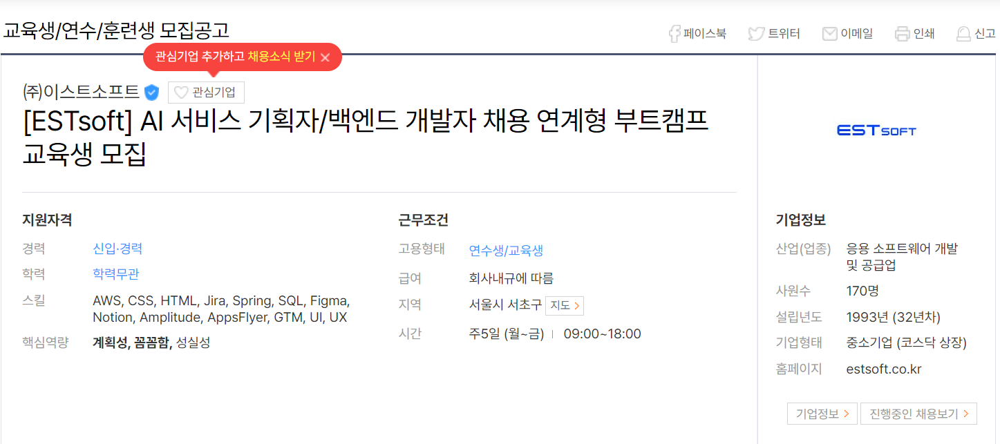 교육생/연수/훈련생 모집공고
페이스북 트위터 이메일 인쇄 신고
관심기업 추가하고 채용소식 받기 ×
㈜이스트소프트 관심기업
[ESTsoft] AI 서비스 기획자/백엔드 개발자 채용 연계형 부트캠프
교육생 모집
ESTsoft
지원자격
경력 신입·경력
학력 학력무관
스킬 AWS, CSS, HTML, Jira, Spring, SQL, Figma,
Notion, Amplitude, AppsFlyer, GTM, UI, UX
핵심역량 계획성, 꼼꼼함, 성실성
근무조건
고용형태 연수생/교육생
급여 회사내규에 따름
지역 서울시 서초구 지도 >
시간 주5일 (월~금) | 09:00~18:00
기업정보
산업(업종) 응용 소프트웨어 개발
및 공급업
사원수 170명
설립년도 1993년 (32년차)
기업형태 중소기업 (코스닥 상장)
홈페이지 estsoft.co.kr
기업정보 > 진행중인 채용보기 >